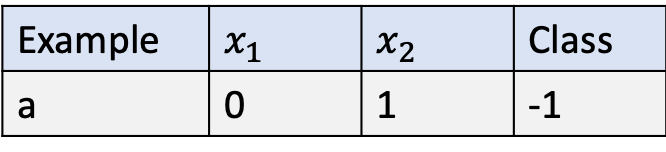 Example x₁ x₂ Class
a 0 1 -1